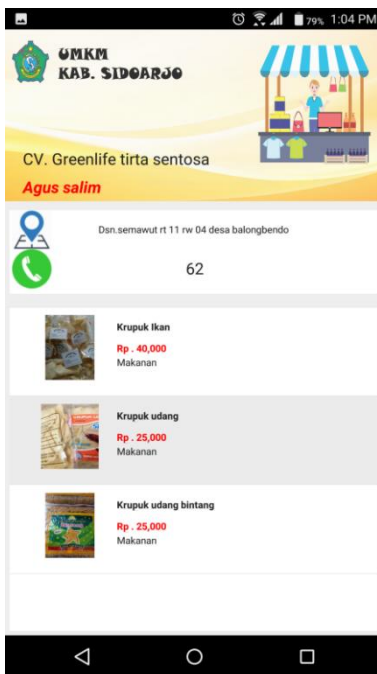 79% 1:04 PM
UMKM
KAB. SIDOARJO
CV. Greenlife tirta sentosa
Agus salim
Dsn.semawut rt 11 rw 04 desa balongbendo
62
Krupuk Ikan
Rp . 40,000
Makanan
Krupuk udang
Rp . 25,000
Makanan
Krupuk udang bintang
Rp . 25,000
Makanan